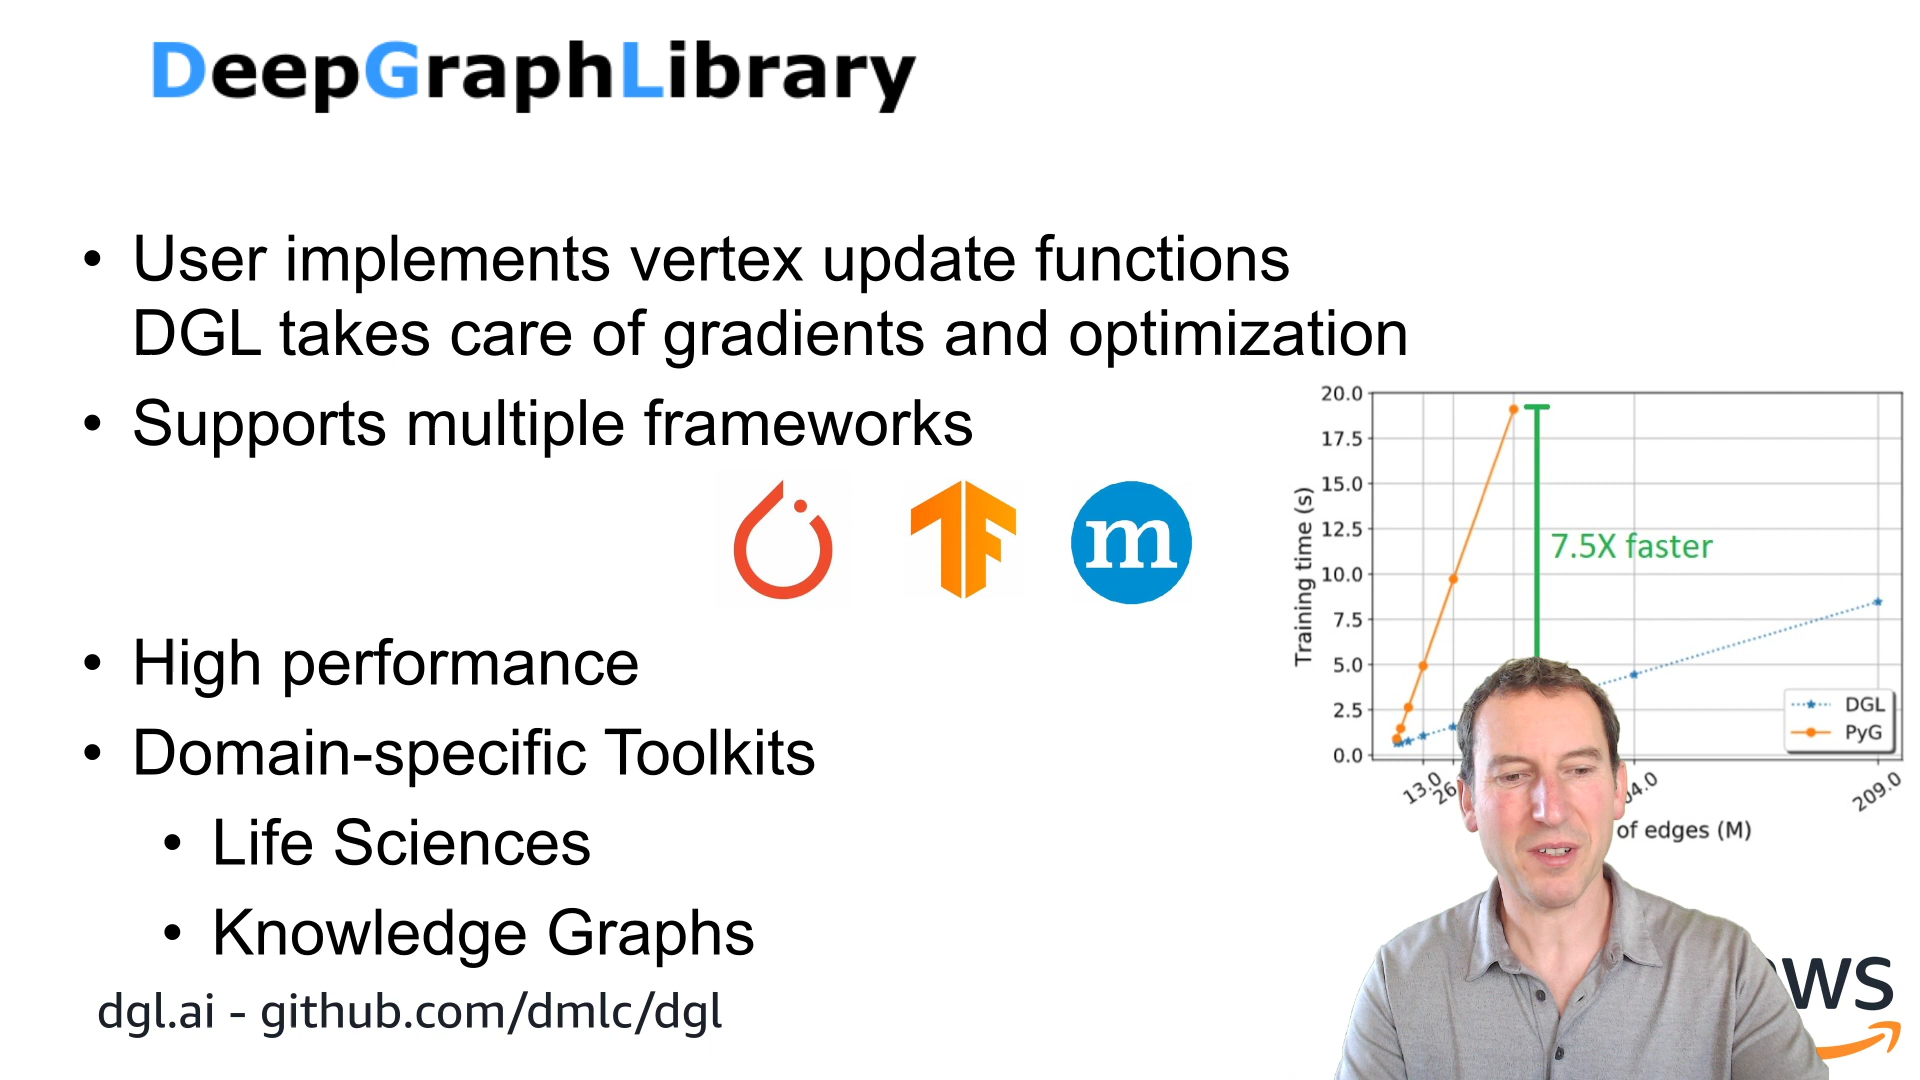 DeepGraphLibrary
• User implements vertex update functions
DGL takes care of gradients and optimization
• Supports multiple frameworks
m
• High performance
• Domain-specific Toolkits
• Life Sciences
• Knowledge Graphs
dgl.ai - github.com/dmlc/dgl
20.0
17.5
15.0
12.5
10.0
7.5
5.0
2.5
0.0
Training time (s)
7.5X faster
DGL
PyG
13.0
209.0
of edges (M)